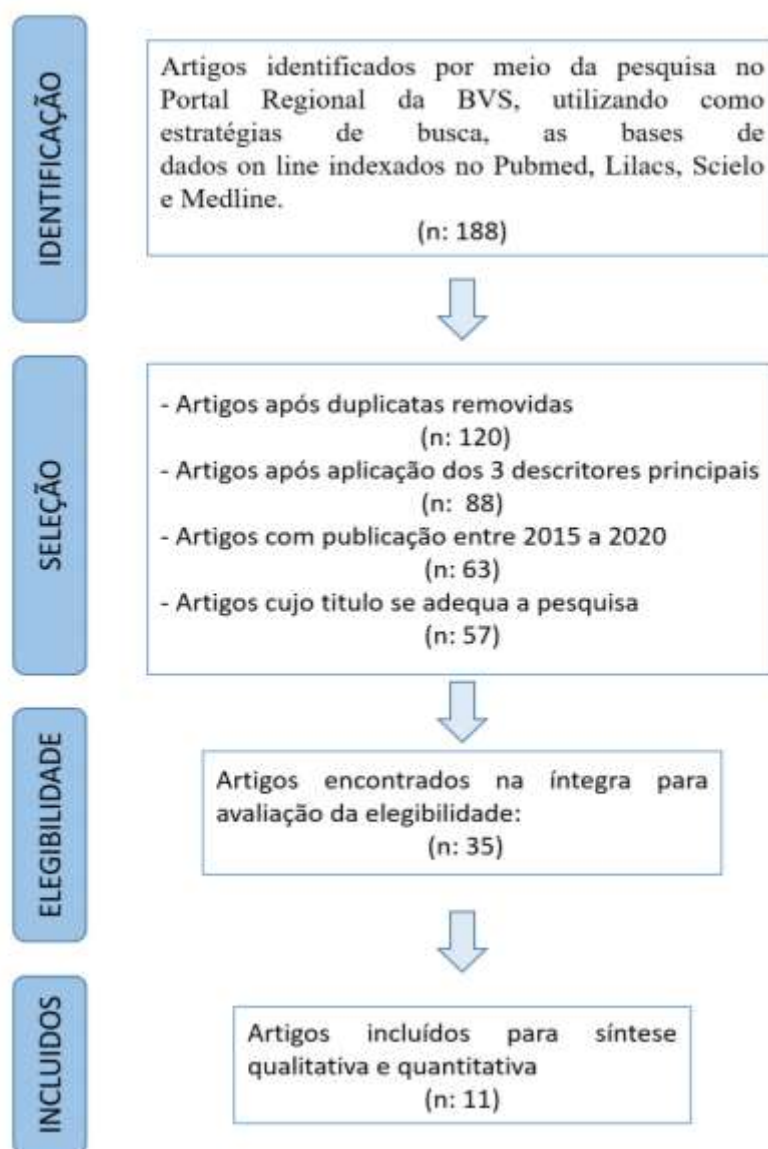 IDENTIFICAÇÃO
Artigos identificados por meio da pesquisa no
Portal Regional da BVS, utilizando como
estratégias de busca, as bases de
dados on line indexados no Pubmed, Lilacs, Scielo
e Medline.
(n: 188)
SELEÇÃO
- Artigos após duplicatas removidas
(n: 120)
- Artigos após aplicação dos 3 descritores principais
(n: 88)
- Artigos com publicação entre 2015 a 2020
(n: 63)
- Artigos cujo titulo se adequa a pesquisa
(n: 57)
ELEGIBILIDADE
Artigos encontrados na íntegra para
avaliação da elegibilidade:
(n: 35)
INCLUIDOS
Artigos incluídos para síntese
qualitativa e quantitativa
(n: 11)